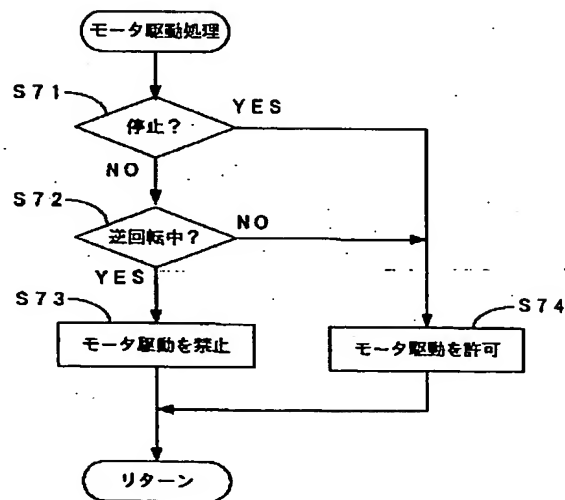 モータ駆動処理
S71
停止?
YES
NO
S72
逆回転中?
NO
YES
S73
S74
モータ駆動を禁止
モータ駆動を許可
リターン